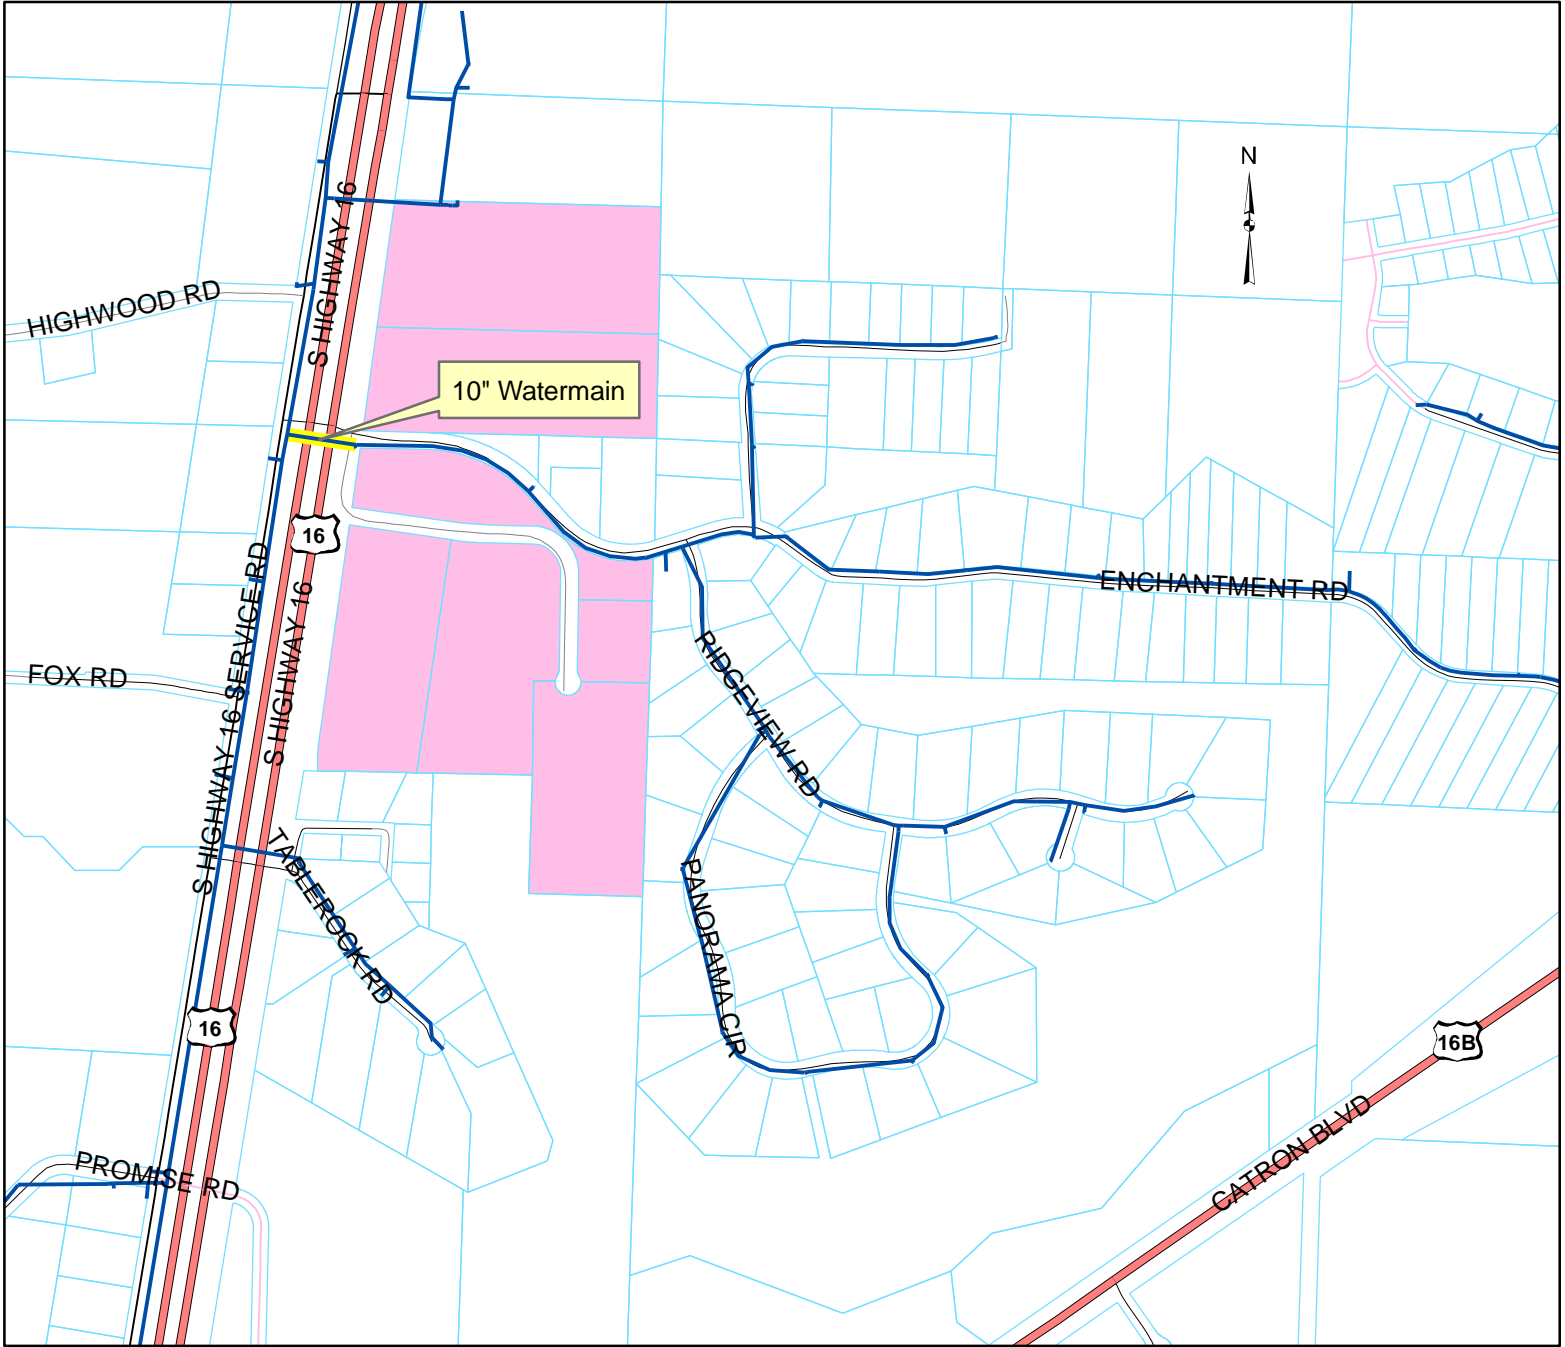 N
S HIGHWAY 16
HIGHWOOD RD
10" Watermain
16
ENCHANTMENT RD
S HIGHWAY 16 SERVICE RD
S HIGHWAY 16
FOX RD
RIDGEVIEW RD
TABLEROCK RD
PANORAMA CIR
16
16B
CATRON BLVD
PROMISE RD